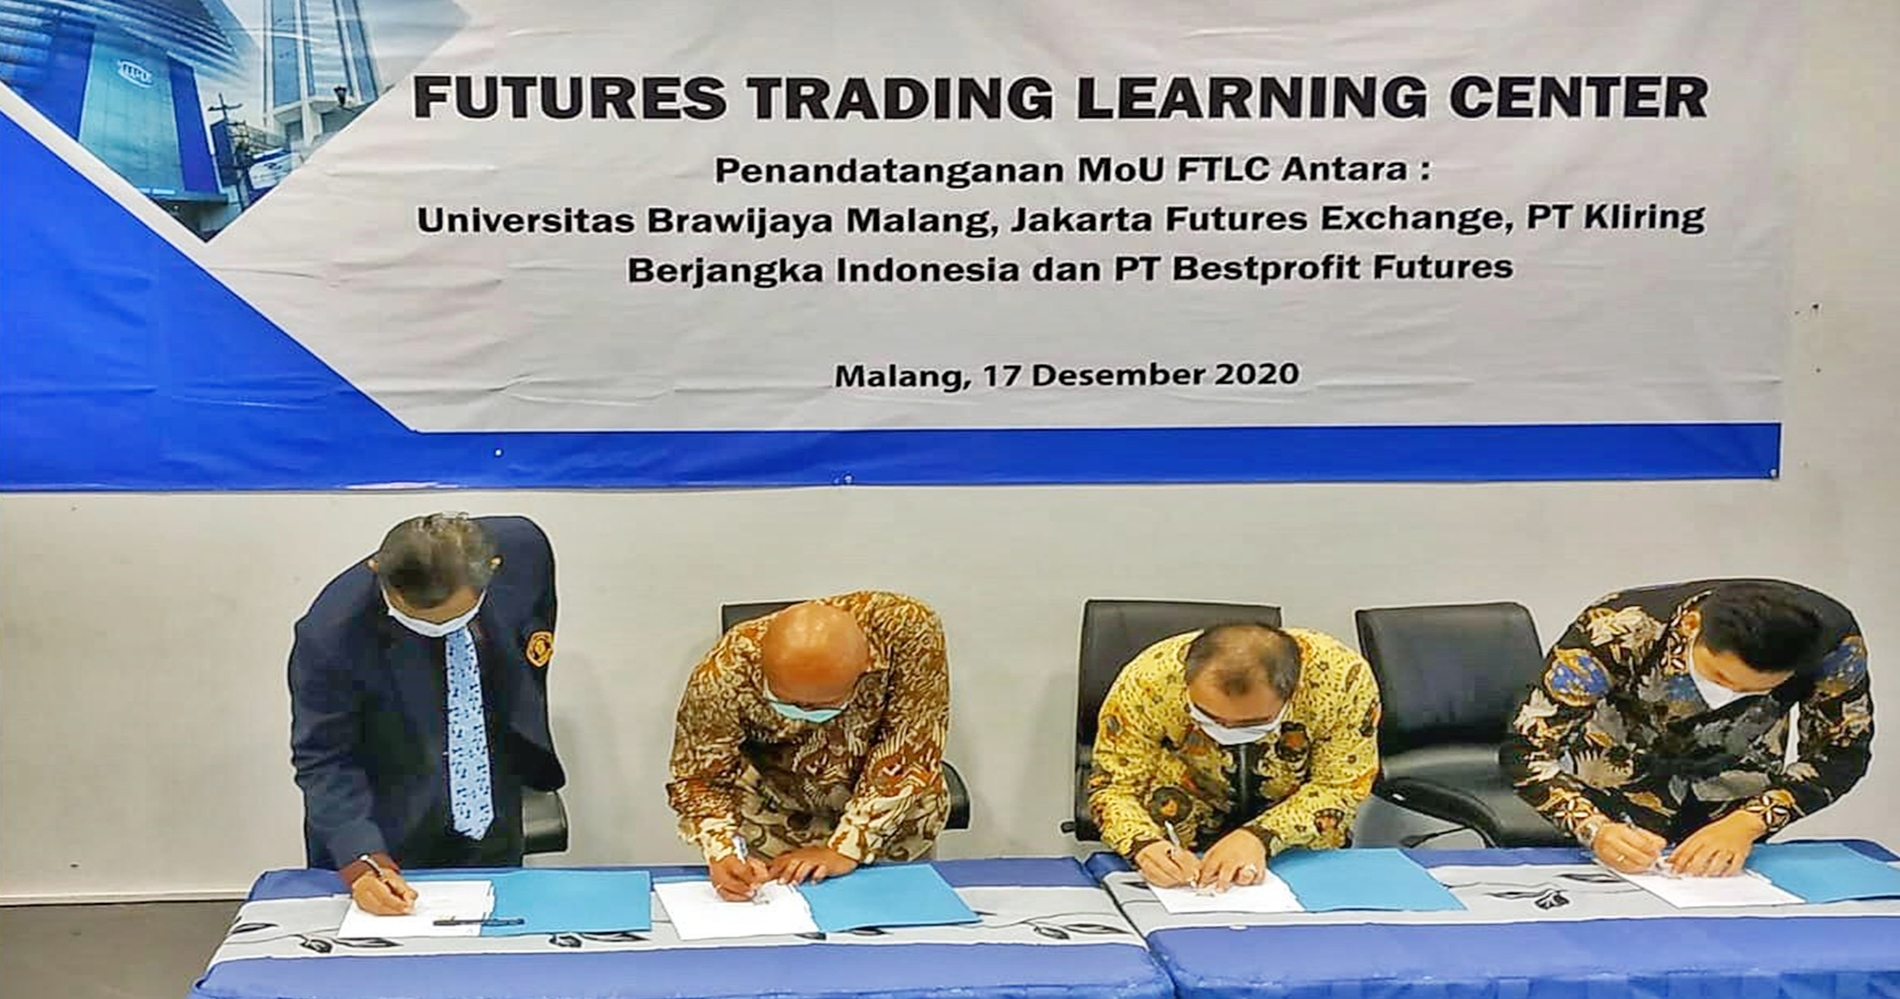 FUTURES TRADING LEARNING CENTER
Penandatanganan MoU FTLC Antara :
Universitas Brawijaya Malang, Jakarta Futures Exchange, PT Kliring
Berjangka Indonesia dan PT Bestprofit Futures
Malang, 17 Desember 2020